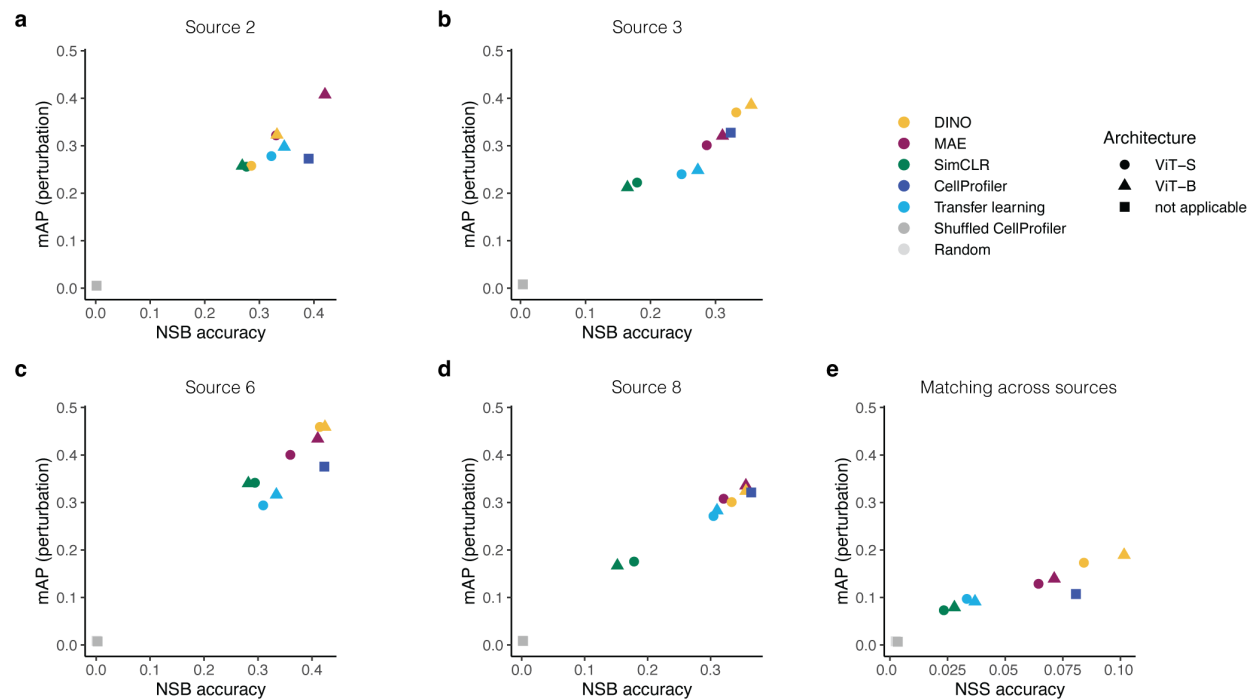 a
Source 2
mAP (perturbation)
0.5
0.4
0.3
0.2
0.1
0.0
0.0 0.1 0.2 0.3 0.4
NSB accuracy
b
Source 3
mAP (perturbation)
0.5
0.4
0.3
0.2
0.1
0.0
0.0 0.1 0.2 0.3
NSB accuracy
DINO
MAE
SimCLR
CellProfiler
Transfer learning
Shuffled CellProfiler
Random
Architecture
ViT−S
ViT−B
not applicable
c
Source 6
mAP (perturbation)
0.5
0.4
0.3
0.2
0.1
0.0
0.0 0.1 0.2 0.3 0.4
NSB accuracy
d
Source 8
mAP (perturbation)
0.5
0.4
0.3
0.2
0.1
0.0
0.0 0.1 0.2 0.3
NSB accuracy
e
Matching across sources
mAP (perturbation)
0.5
0.4
0.3
0.2
0.1
0.0
0.0 0.025 0.05 0.075 0.10
NSS accuracy